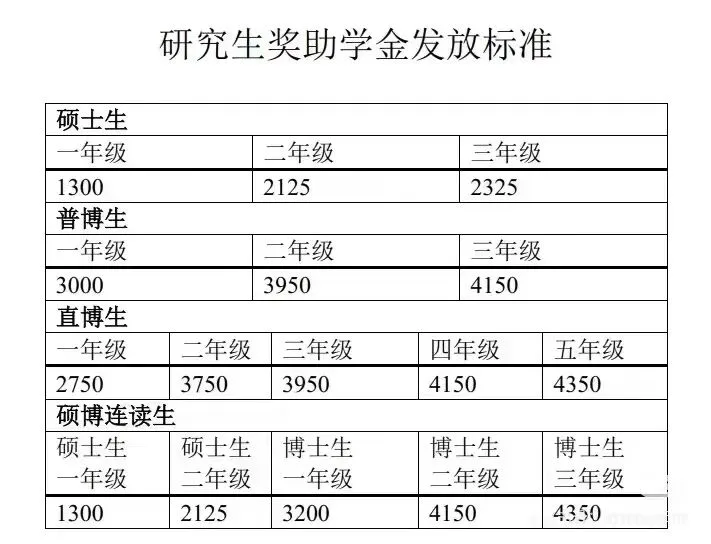 研究生奖助学金发放标准
硕士生
一年级 二年级 三年级
1300 2125 2325
普博生
一年级 二年级 三年级
3000 3950 4150
直博生
一年级 二年级 三年级 四年级 五年级
2750 3750 3950 4150 4350
硕博连读生
硕士生 硕士生 博士生 博士生 博士生
一年级 二年级 一年级 二年级 三年级
1300 2125 3200 4150 4350